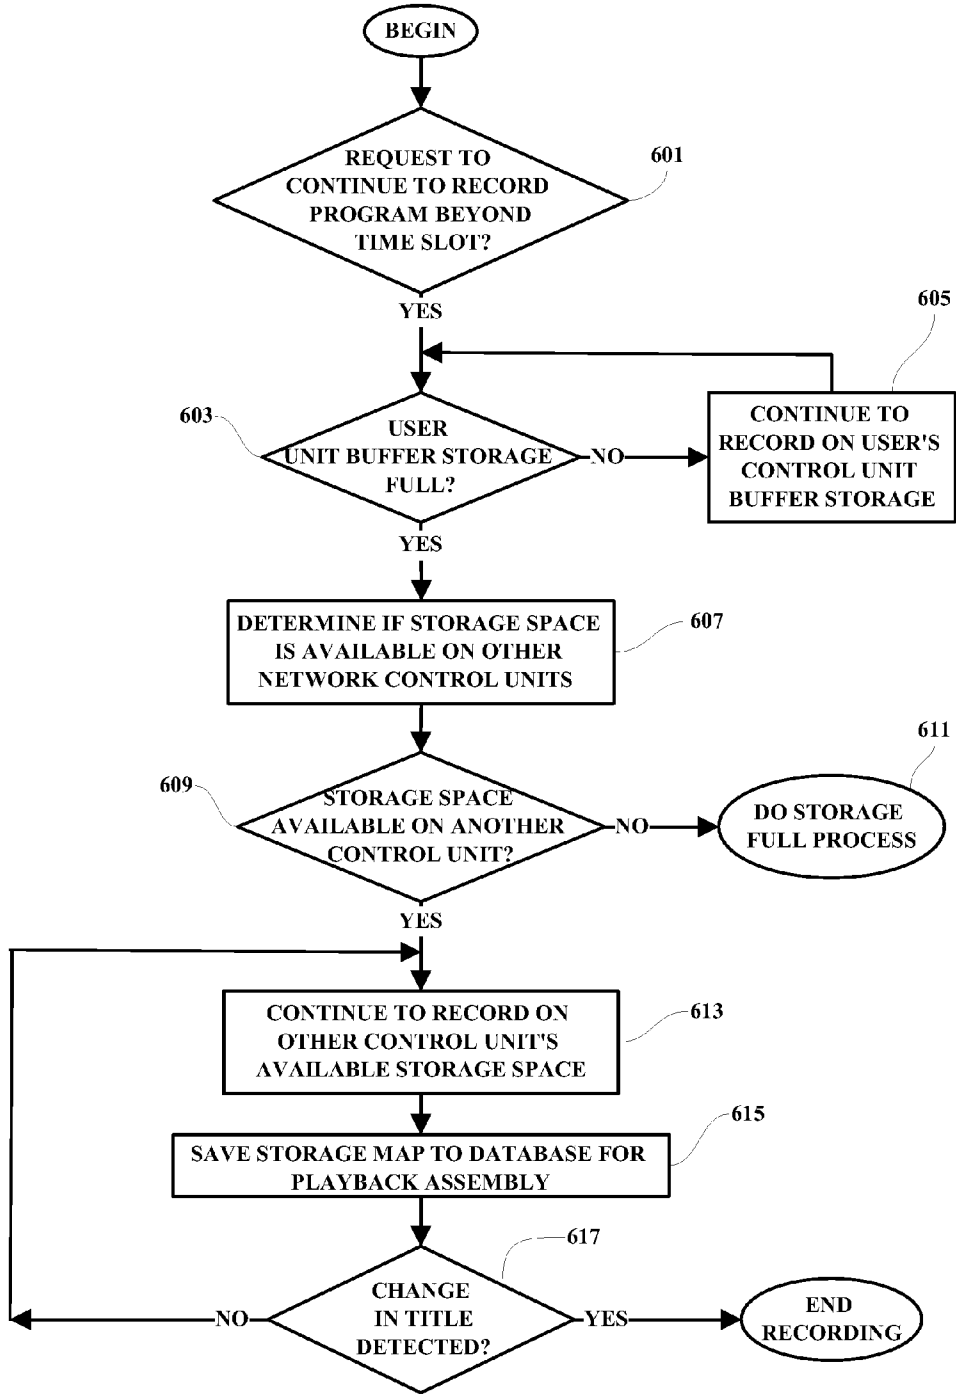 BEGIN
REQUEST TO
CONTINUE TO RECORD
PROGRAM BEYOND
TIME SLOT?
601
YES
605
603
USER
UNIT BUFFER STORAGE
FULL?
NO
CONTINUE TO
RECORD ON USER'S
CONTROL UNIT
BUFFER STORAGE
YES
DETERMINE IF STORAGE SPACE
IS AVAILABLE ON OTHER
NETWORK CONTROL UNITS
607
609
STORAGE SPACE
AVAILABLE ON ANOTHER
CONTROL UNIT?
NO
611
DO STORAGE
FULL PROCESS
YES
CONTINUE TO RECORD ON
OTHER CONTROL UNIT'S
AVAILABLE STORAGE SPACE
613
SAVE STORAGE MAP TO DATABASE FOR
PLAYBACK ASSEMBLY
615
617
CHANGE
IN TITLE
DETECTED?
NO
YES
END
RECORDING